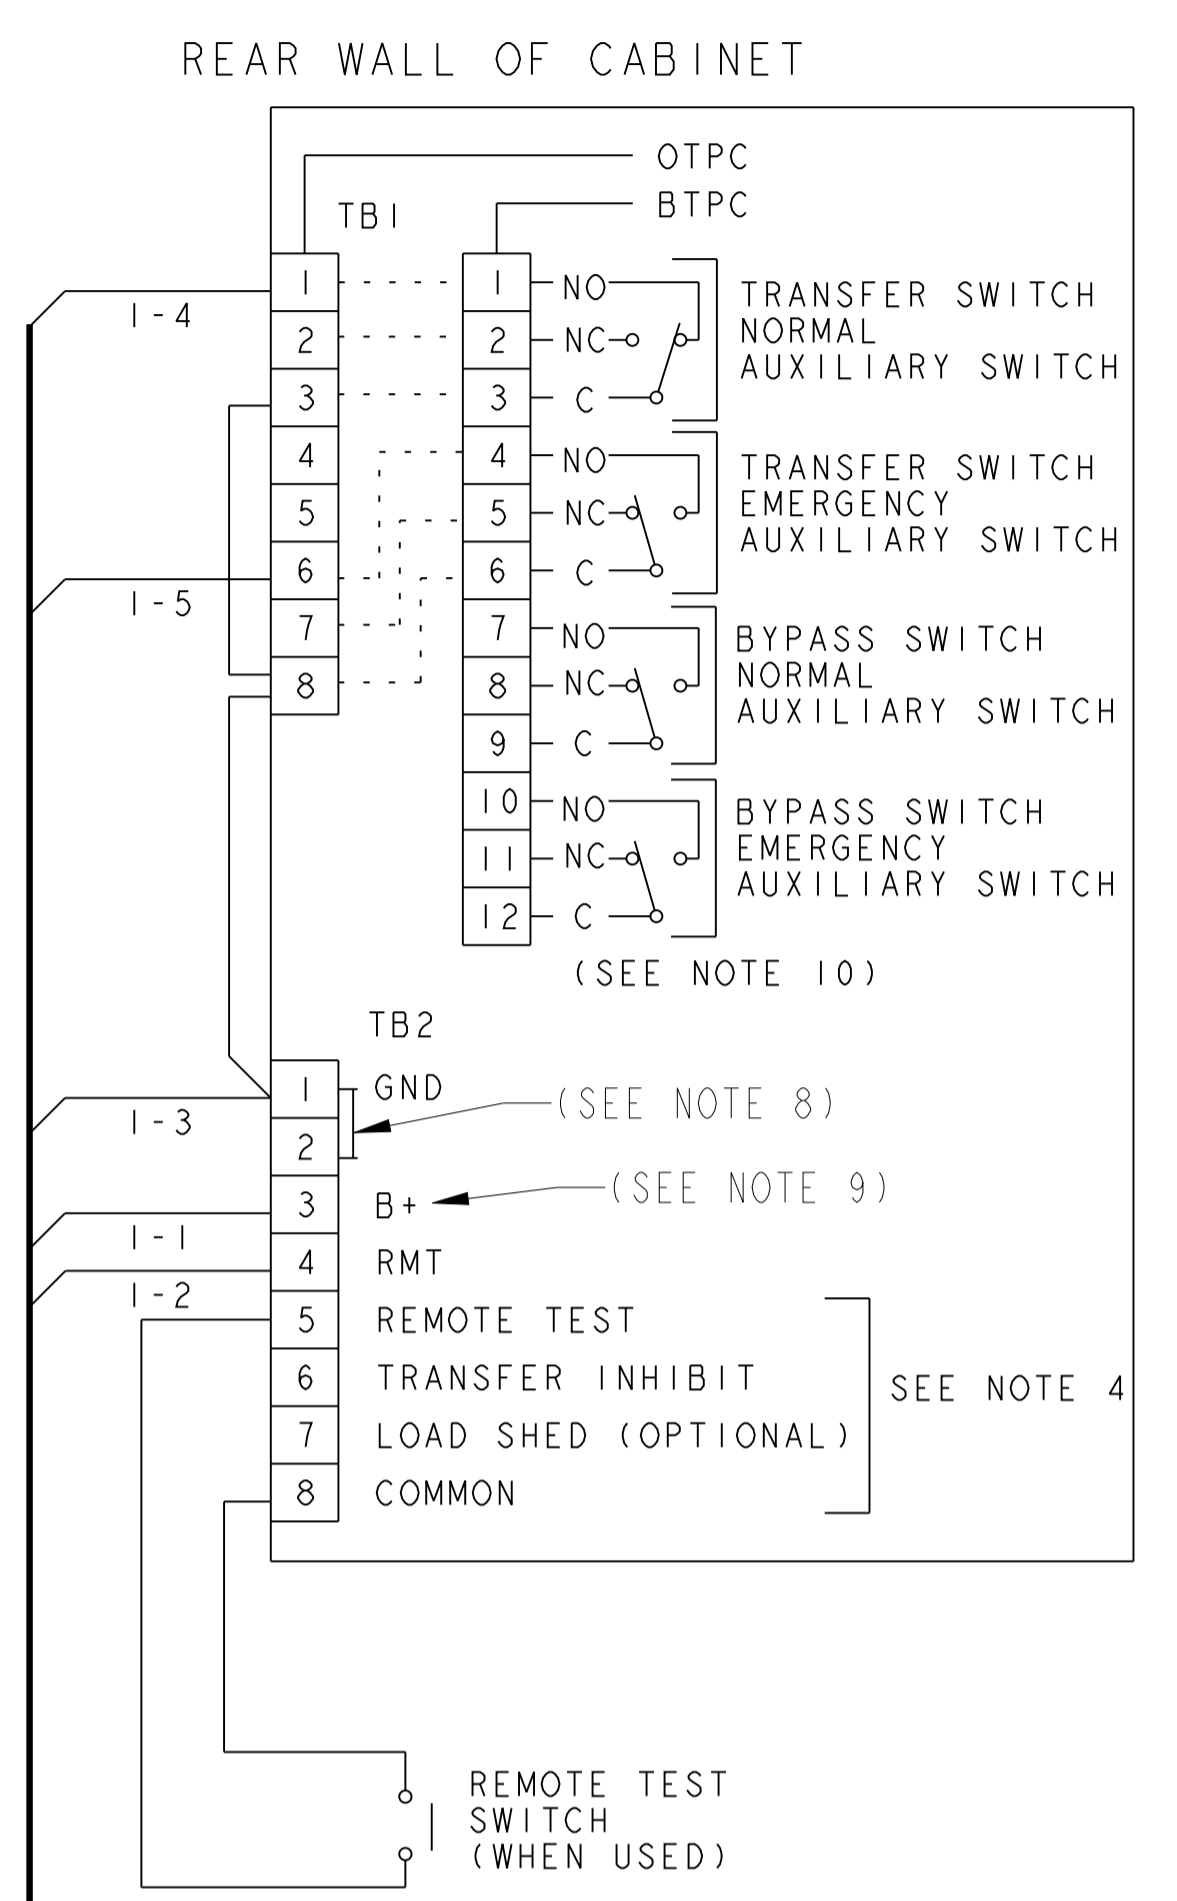 REAR WALL OF CABINET
OTPC
BTPC
TB1
1
2
3
4
5
6
7
8
1
2
3
4
5
6
7
8
9
10
11
12
NO
NC
C
TRANSFER SWITCH
NORMAL
AUXILIARY SWITCH
NO
NC
C
TRANSFER SWITCH
EMERGENCY
AUXILIARY SWITCH
NO
NC
C
BYPASS SWITCH
NORMAL
AUXILIARY SWITCH
NO
NC
C
BYPASS SWITCH
EMERGENCY
AUXILIARY SWITCH
(SEE NOTE 10)
1-4
1-5
TB2
1 GND
(SEE NOTE 8)
1-3
2
3 B+
(SEE NOTE 9)
1-1
4 RMT
1-2
5 REMOTE TEST
6 TRANSFER INHIBIT
7 LOAD SHED (OPTIONAL)
8 COMMON
SEE NOTE 4
REMOTE TEST
SWITCH
(WHEN USED)